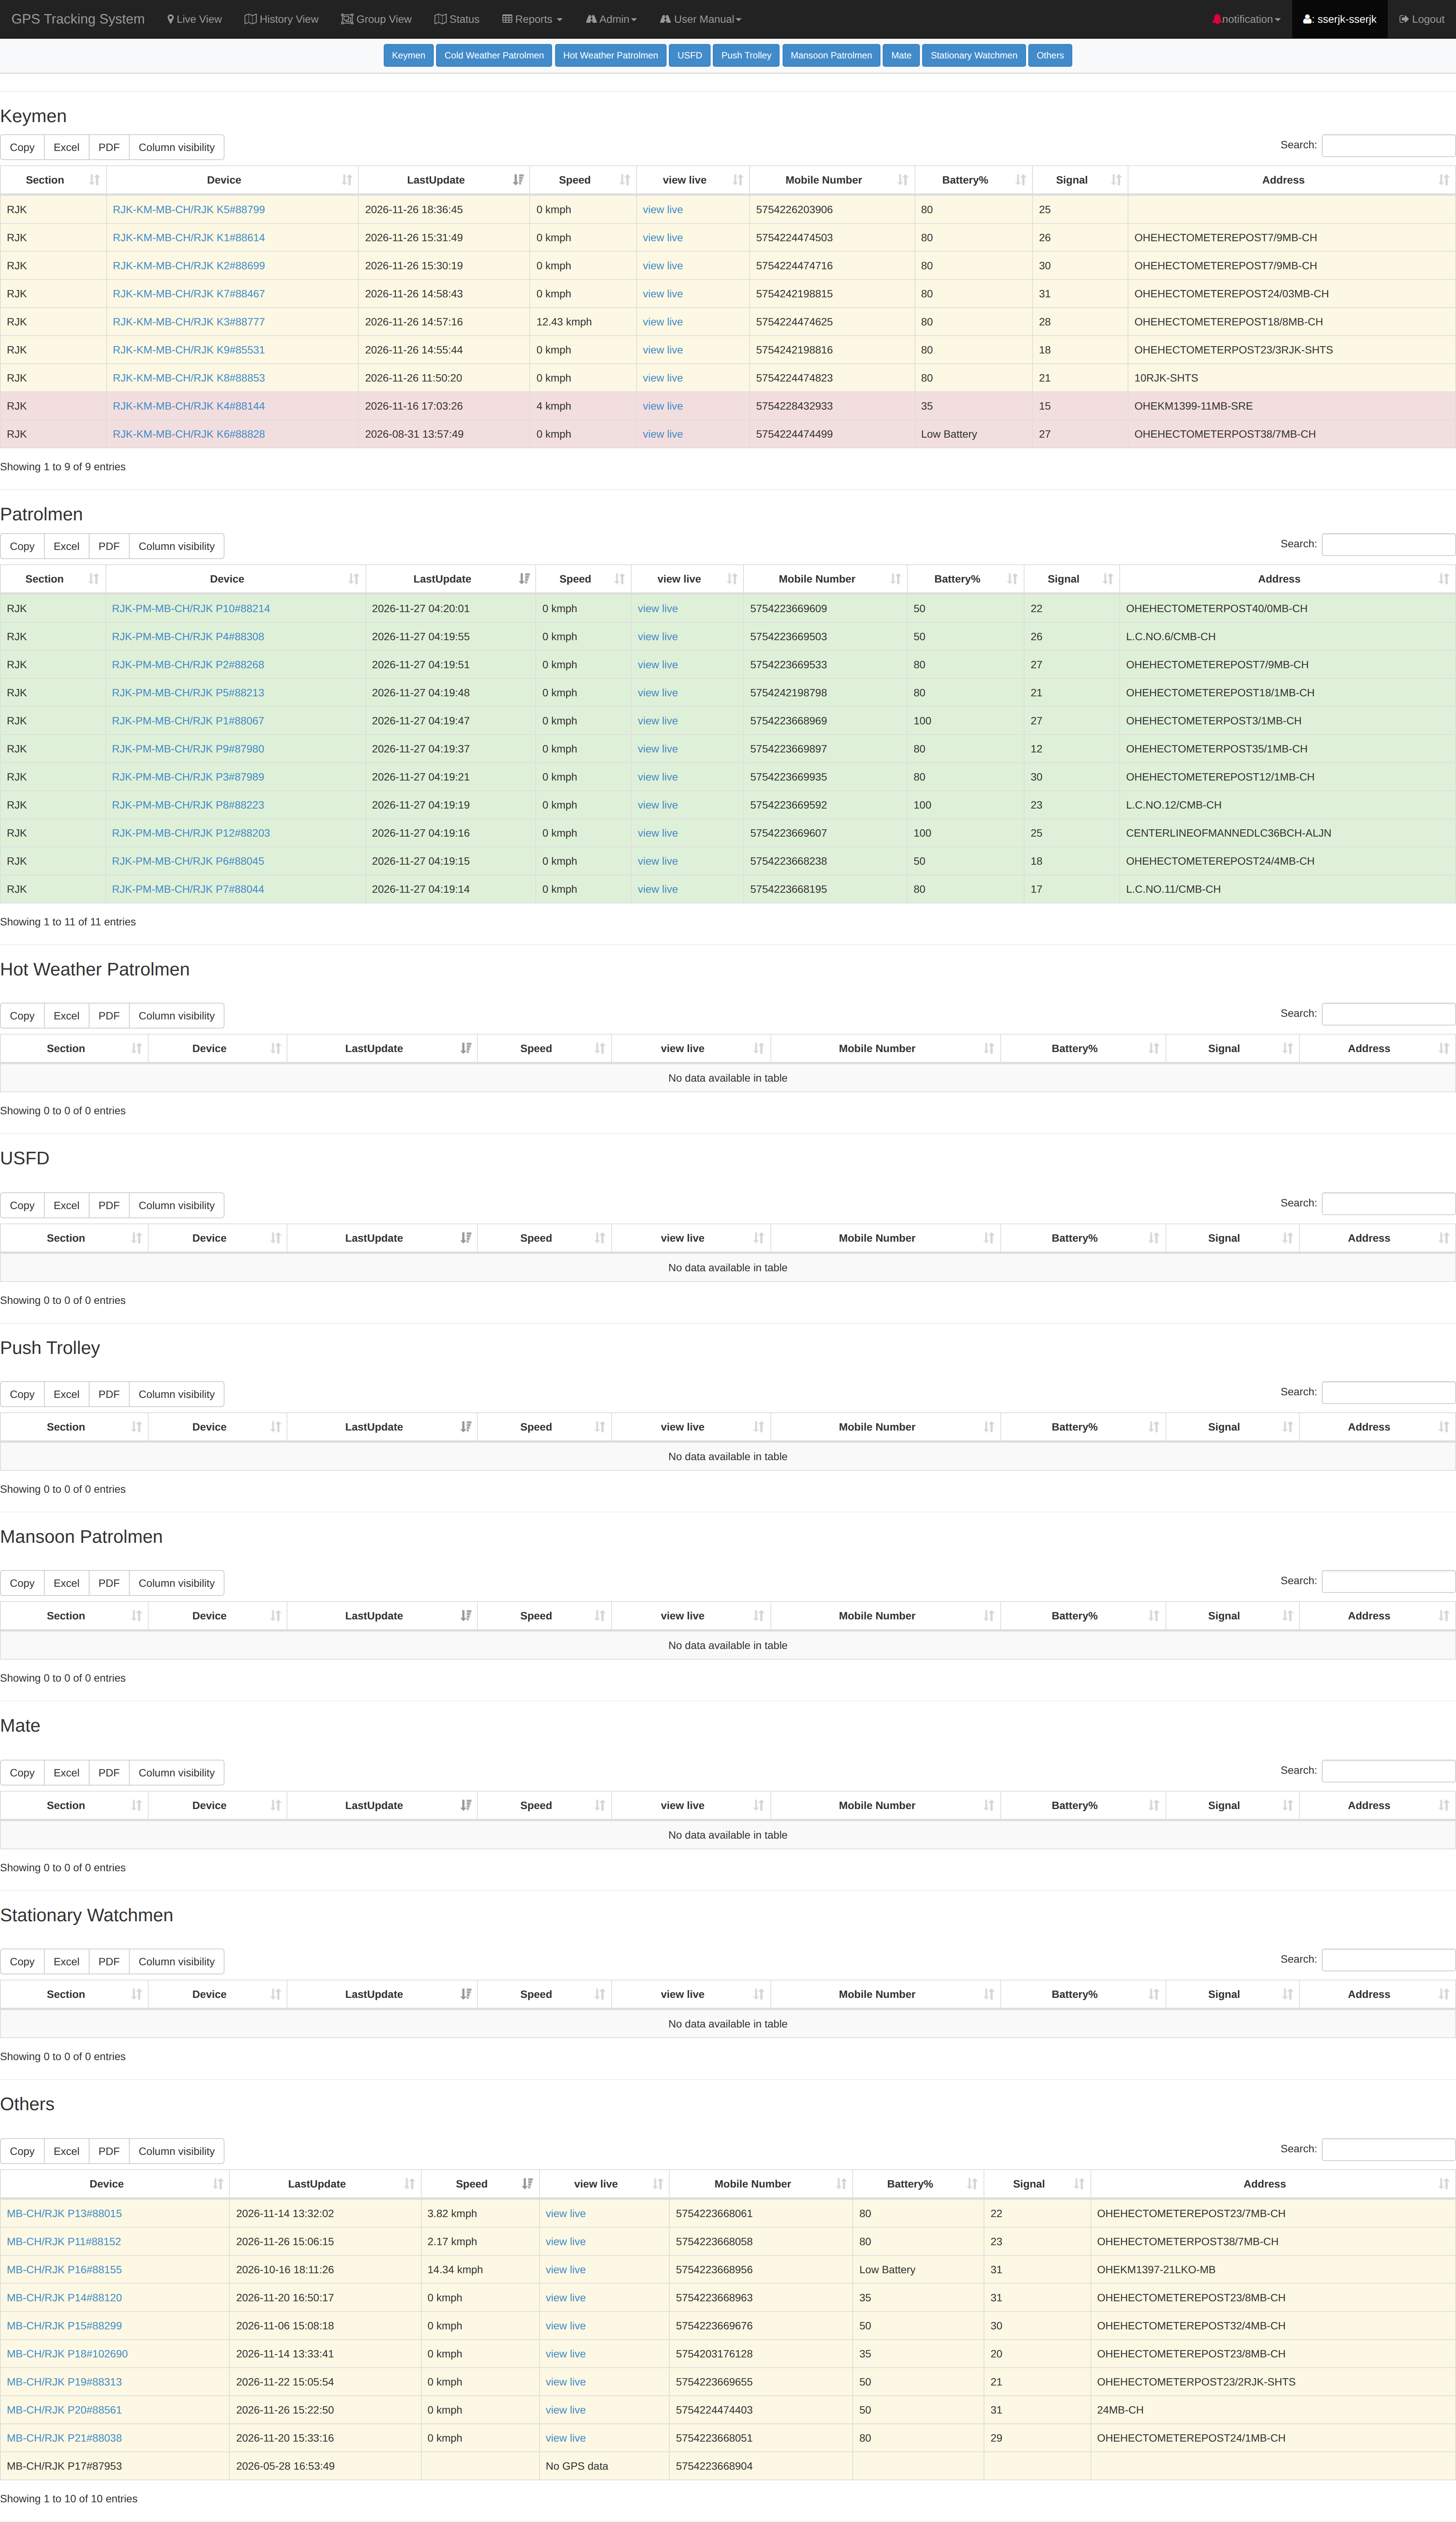 GPS Tracking System Live View History View Group View Status Reports Admin User Manual notification : sserjk-sserjk Logout
Keymen Cold Weather Patrolmen Hot Weather Patrolmen USFD Push Trolley Mansoon Patrolmen Mate Stationary Watchmen Others
Keymen
Copy Excel PDF Column visibility Search:
Section Device LastUpdate Speed view live Mobile Number Battery% Signal Address
RJK RJK-KM-MB-CH/RJK K5#88799 2026-11-26 18:36:45 0 kmph view live 5754226203906 80 25
RJK RJK-KM-MB-CH/RJK K1#88614 2026-11-26 15:31:49 0 kmph view live 5754224474503 80 26 OHEHECTOMETEREPOST7/9MB-CH
RJK RJK-KM-MB-CH/RJK K2#88699 2026-11-26 15:30:19 0 kmph view live 5754224474716 80 30 OHEHECTOMETEREPOST7/9MB-CH
RJK RJK-KM-MB-CH/RJK K7#88467 2026-11-26 14:58:43 0 kmph view live 5754242198815 80 31 OHEHECTOMETEREPOST24/03MB-CH
RJK RJK-KM-MB-CH/RJK K3#88777 2026-11-26 14:57:16 12.43 kmph view live 5754224474625 80 28 OHEHECTOMETEREPOST18/8MB-CH
RJK RJK-KM-MB-CH/RJK K9#85531 2026-11-26 14:55:44 0 kmph view live 5754242198816 80 18 OHEHECTOMETERPOST23/3RJK-SHTS
RJK RJK-KM-MB-CH/RJK K8#88853 2026-11-26 11:50:20 0 kmph view live 5754224474823 80 21 10RJK-SHTS
RJK RJK-KM-MB-CH/RJK K4#88144 2026-11-16 17:03:26 4 kmph view live 5754228432933 35 15 OHEKM1399-11MB-SRE
RJK RJK-KM-MB-CH/RJK K6#88828 2026-08-31 13:57:49 0 kmph view live 5754224474499 Low Battery 27 OHEHECTOMETERPOST38/7MB-CH
Showing 1 to 9 of 9 entries
Patrolmen
Copy Excel PDF Column visibility Search:
Section Device LastUpdate Speed view live Mobile Number Battery% Signal Address
RJK RJK-PM-MB-CH/RJK P10#88214 2026-11-27 04:20:01 0 kmph view live 5754223669609 50 22 OHEHECTOMETERPOST40/0MB-CH
RJK RJK-PM-MB-CH/RJK P4#88308 2026-11-27 04:19:55 0 kmph view live 5754223669503 50 26 L.C.NO.6/CMB-CH
RJK RJK-PM-MB-CH/RJK P2#88268 2026-11-27 04:19:51 0 kmph view live 5754223669533 80 27 OHEHECTOMETEREPOST7/9MB-CH
RJK RJK-PM-MB-CH/RJK P5#88213 2026-11-27 04:19:48 0 kmph view live 5754242198798 80 21 OHEHECTOMETEREPOST18/1MB-CH
RJK RJK-PM-MB-CH/RJK P1#88067 2026-11-27 04:19:47 0 kmph view live 5754223668969 100 27 OHEHECTOMETERPOST3/1MB-CH
RJK RJK-PM-MB-CH/RJK P9#87980 2026-11-27 04:19:37 0 kmph view live 5754223669897 80 12 OHEHECTOMETERPOST35/1MB-CH
RJK RJK-PM-MB-CH/RJK P3#87989 2026-11-27 04:19:21 0 kmph view live 5754223669935 80 30 OHEHECTOMETEREPOST12/1MB-CH
RJK RJK-PM-MB-CH/RJK P8#88223 2026-11-27 04:19:19 0 kmph view live 5754223669592 100 23 L.C.NO.12/CMB-CH
RJK RJK-PM-MB-CH/RJK P12#88203 2026-11-27 04:19:16 0 kmph view live 5754223669607 100 25 CENTERLINEOFMANNEDLC36BCH-ALJN
RJK RJK-PM-MB-CH/RJK P6#88045 2026-11-27 04:19:15 0 kmph view live 5754223668238 50 18 OHEHECTOMETEREPOST24/4MB-CH
RJK RJK-PM-MB-CH/RJK P7#88044 2026-11-27 04:19:14 0 kmph view live 5754223668195 80 17 L.C.NO.11/CMB-CH
Showing 1 to 11 of 11 entries
Hot Weather Patrolmen
Copy Excel PDF Column visibility Search:
Section Device LastUpdate Speed view live Mobile Number Battery% Signal Address
No data available in table
Showing 0 to 0 of 0 entries
USFD
Copy Excel PDF Column visibility Search:
Section Device LastUpdate Speed view live Mobile Number Battery% Signal Address
No data available in table
Showing 0 to 0 of 0 entries
Push Trolley
Copy Excel PDF Column visibility Search:
Section Device LastUpdate Speed view live Mobile Number Battery% Signal Address
No data available in table
Showing 0 to 0 of 0 entries
Mansoon Patrolmen
Copy Excel PDF Column visibility Search:
Section Device LastUpdate Speed view live Mobile Number Battery% Signal Address
No data available in table
Showing 0 to 0 of 0 entries
Mate
Copy Excel PDF Column visibility Search:
Section Device LastUpdate Speed view live Mobile Number Battery% Signal Address
No data available in table
Showing 0 to 0 of 0 entries
Stationary Watchmen
Copy Excel PDF Column visibility Search:
Section Device LastUpdate Speed view live Mobile Number Battery% Signal Address
No data available in table
Showing 0 to 0 of 0 entries
Others
Copy Excel PDF Column visibility Search:
Device LastUpdate Speed view live Mobile Number Battery% Signal Address
MB-CH/RJK P13#88015 2026-11-14 13:32:02 3.82 kmph view live 5754223668061 80 22 OHEHECTOMETEREPOST23/7MB-CH
MB-CH/RJK P11#88152 2026-11-26 15:06:15 2.17 kmph view live 5754223668058 80 23 OHEHECTOMETERPOST38/7MB-CH
MB-CH/RJK P16#88155 2026-10-16 18:11:26 14.34 kmph view live 5754223668956 Low Battery 31 OHEKM1397-21LKO-MB
MB-CH/RJK P14#88120 2026-11-20 16:50:17 0 kmph view live 5754223668963 35 31 OHEHECTOMETEREPOST23/8MB-CH
MB-CH/RJK P15#88299 2026-11-06 15:08:18 0 kmph view live 5754223669676 50 30 OHEHECTOMETEREPOST32/4MB-CH
MB-CH/RJK P18#102690 2026-11-14 13:33:41 0 kmph view live 5754203176128 35 20 OHEHECTOMETEREPOST23/8MB-CH
MB-CH/RJK P19#88313 2026-11-22 15:05:54 0 kmph view live 5754223669655 50 21 OHEHECTOMETERPOST23/2RJK-SHTS
MB-CH/RJK P20#88561 2026-11-26 15:22:50 0 kmph view live 5754224474403 50 31 24MB-CH
MB-CH/RJK P21#88038 2026-11-20 15:33:16 0 kmph view live 5754223668051 80 29 OHEHECTOMETEREPOST24/1MB-CH
MB-CH/RJK P17#87953 2026-05-28 16:53:49 No GPS data 5754223668904
Showing 1 to 10 of 10 entries